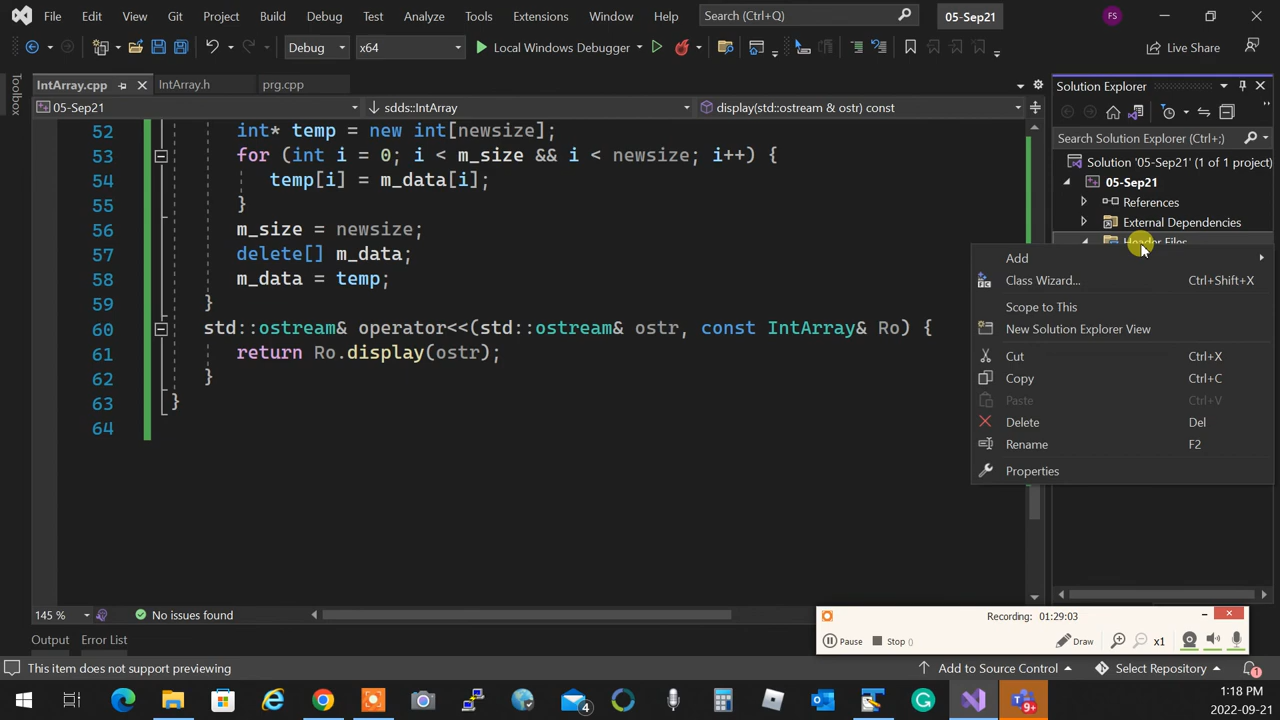 File Edit View Git Project Build Debug Test Analyze Tools Extensions Window Help Search (Ctrl+Q) 05-Sep21 FS
Debug x64 Local Windows Debugger Live Share
Toolbox
IntArray.cpp IntArray.h prg.cpp
05-Sep21 sdds::IntArray display(std::ostream & ostr) const
52 int* temp = new int[newsize];
53 for (int i = 0; i < m_size && i < newsize; i++) {
54 temp[i] = m_data[i];
55 }
56 m_size = newsize;
57 delete[] m_data;
58 m_data = temp;
59 }
60 std::ostream& operator<<(std::ostream& ostr, const IntArray& Ro) {
61 return Ro.display(ostr);
62 }
63 }
64
Solution Explorer
Search Solution Explorer (Ctrl+;)
Solution '05-Sep21' (1 of 1 project)
05-Sep21
References
External Dependencies
Header Files
Add
Class Wizard... Ctrl+Shift+X
Scope to This
New Solution Explorer View
Cut Ctrl+X
Copy Ctrl+C
Paste Ctrl+V
Delete Del
Rename F2
Properties
145 % No issues found
Recording: 01:29:03
Pause Stop () Draw x1
Output Error List
This item does not support previewing Add to Source Control Select Repository 1
4 9+ 1:18 PM
2022-09-21